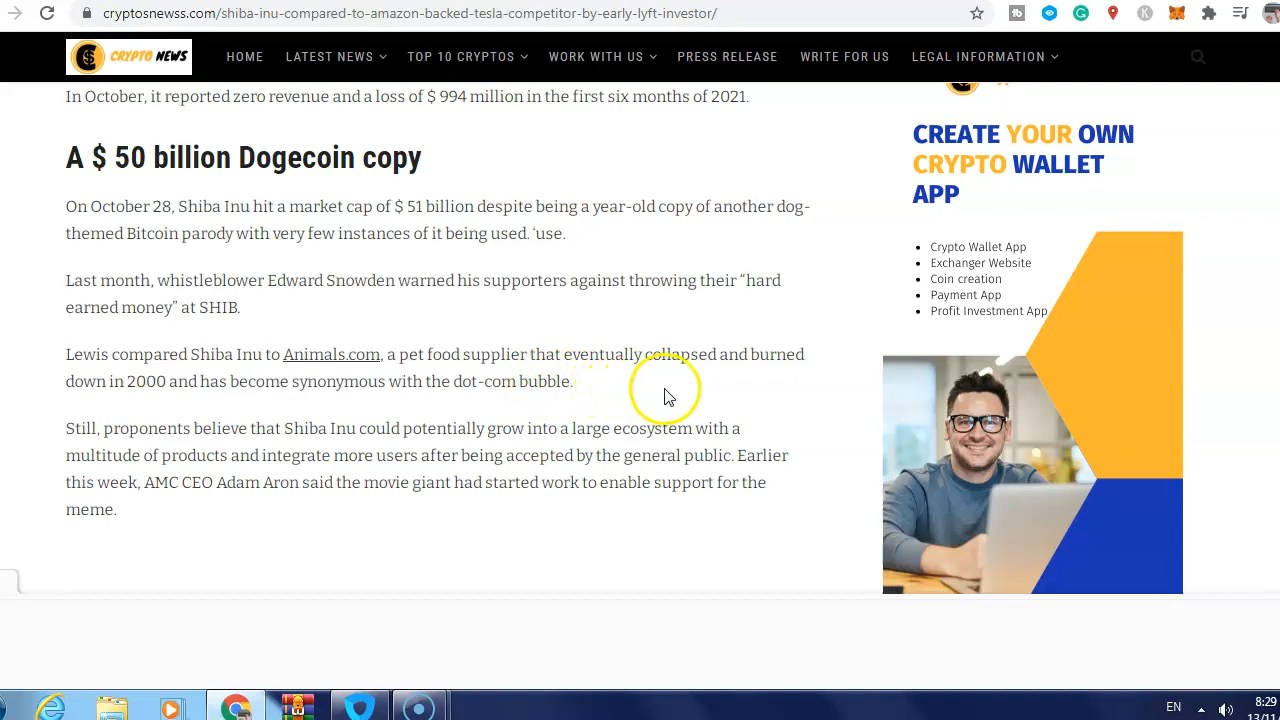 cryptosnewss.com/shiba-inu-compared-to-amazon-backed-tesla-competitor-by-early-lyft-investor/
CRYPTO NEWS
HOME
LATEST NEWS
TOP 10 CRYPTOS
WORK WITH US
PRESS RELEASE
WRITE FOR US
LEGAL INFORMATION
In October, it reported zero revenue and a loss of $ 994 million in the first six months of 2021.
A $ 50 billion Dogecoin copy
On October 28, Shiba Inu hit a market cap of $ 51 billion despite being a year-old copy of another dog-
themed Bitcoin parody with very few instances of it being used. ‘use.
Last month, whistleblower Edward Snowden warned his supporters against throwing their “hard
earned money” at SHIB.
Lewis compared Shiba Inu to Animals.com, a pet food supplier that eventually collapsed and burned
down in 2000 and has become synonymous with the dot-com bubble.
Still, proponents believe that Shiba Inu could potentially grow into a large ecosystem with a
multitude of products and integrate more users after being accepted by the general public. Earlier
this week, AMC CEO Adam Aron said the movie giant had started work to enable support for the
meme.
CREATE YOUR OWN
CRYPTO WALLET
APP
Crypto Wallet App
Exchanger Website
Coin creation
Payment App
Profit Investment App
EN
8:29
13/11